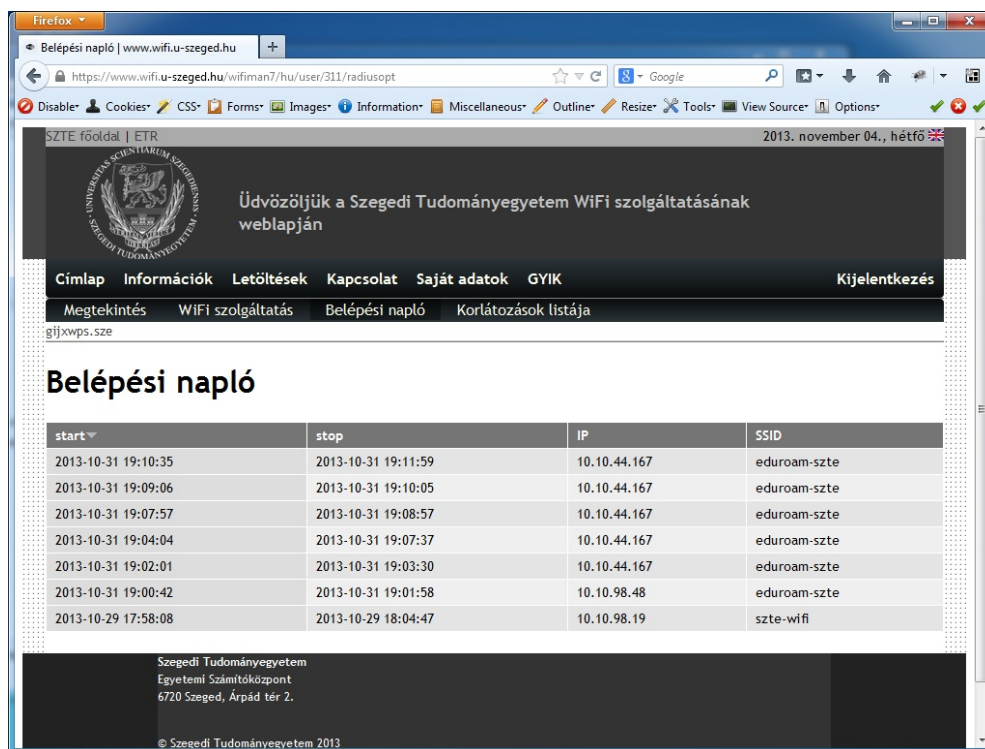 Firefox
Belépési napló | www.wifi.u-szeged.hu
https://www.wifi.u-szeged.hu/wifiman7/hu/user/311/radiusopt
Google
Disable Cookies CSS Forms Images Information Miscellaneous Outline Resize Tools View Source Options
SZTE főoldal | ETR
2013. november 04., hétfő
UNIVERSITAS SCIENTIARUM SZEGEDIENSIS
SZEGEDI TUDOMÁNYEGYETEM
Üdvözöljük a Szegedi Tudományegyetem WiFi szolgáltatásának
weblapján
Címlap Információk Letöltések Kapcsolat Saját adatok GYIK Kijelentkezés
Megtekintés WiFi szolgáltatás Belépési napló Korlátozások listája
gijxwps.sze
Belépési napló
start stop IP SSID
2013-10-31 19:10:35 2013-10-31 19:11:59 10.10.44.167 eduroam-szte
2013-10-31 19:09:06 2013-10-31 19:10:05 10.10.44.167 eduroam-szte
2013-10-31 19:07:57 2013-10-31 19:08:57 10.10.44.167 eduroam-szte
2013-10-31 19:04:04 2013-10-31 19:07:37 10.10.44.167 eduroam-szte
2013-10-31 19:02:01 2013-10-31 19:03:30 10.10.44.167 eduroam-szte
2013-10-31 19:00:42 2013-10-31 19:01:58 10.10.98.48 eduroam-szte
2013-10-29 17:58:08 2013-10-29 18:04:47 10.10.98.19 szte-wifi
Szegedi Tudományegyetem
Egyetemi Számítóközpont
6720 Szeged, Árpád tér 2.
© Szegedi Tudományegyetem 2013